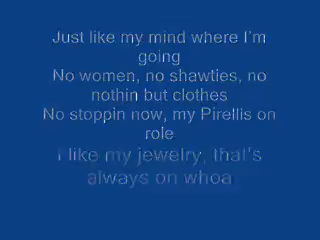 Just like my mind where I'm
going
No women, no shawties, no
nothin but clothes
No stoppin now, my Pirellis on
role
I like my jewelry, that's
always on whoa